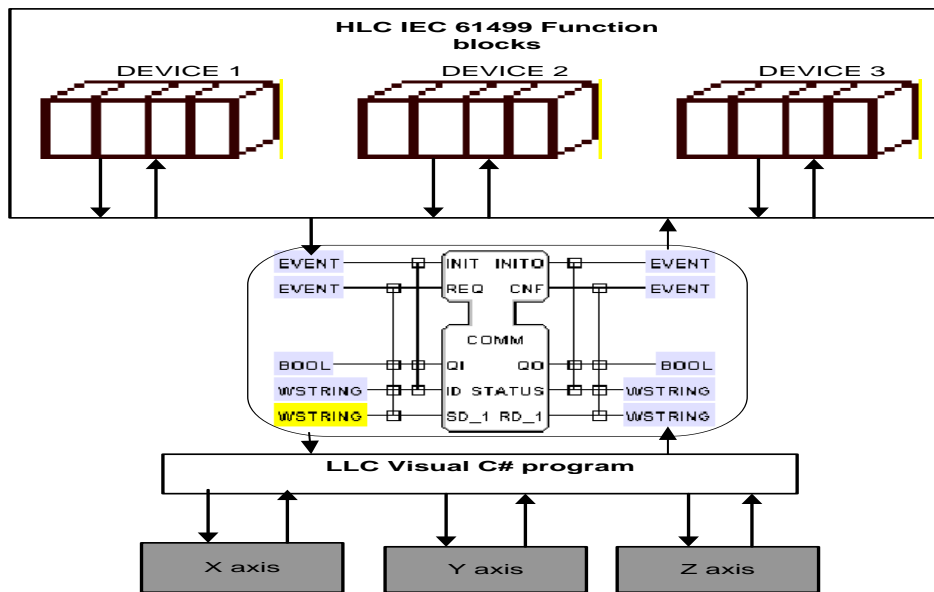 HLC IEC 61499 Function
blocks
DEVICE 1
DEVICE 2
DEVICE 3
EVENT
INIT
INITO
EVENT
EVENT
REQ
CNF
EVENT
COMM
BOOL
QI
QO
BOOL
WSTRING
ID
STATUS
WSTRING
WSTRING
SD_1
RD_1
WSTRING
LLC Visual C# program
X axis
Y axis
Z axis